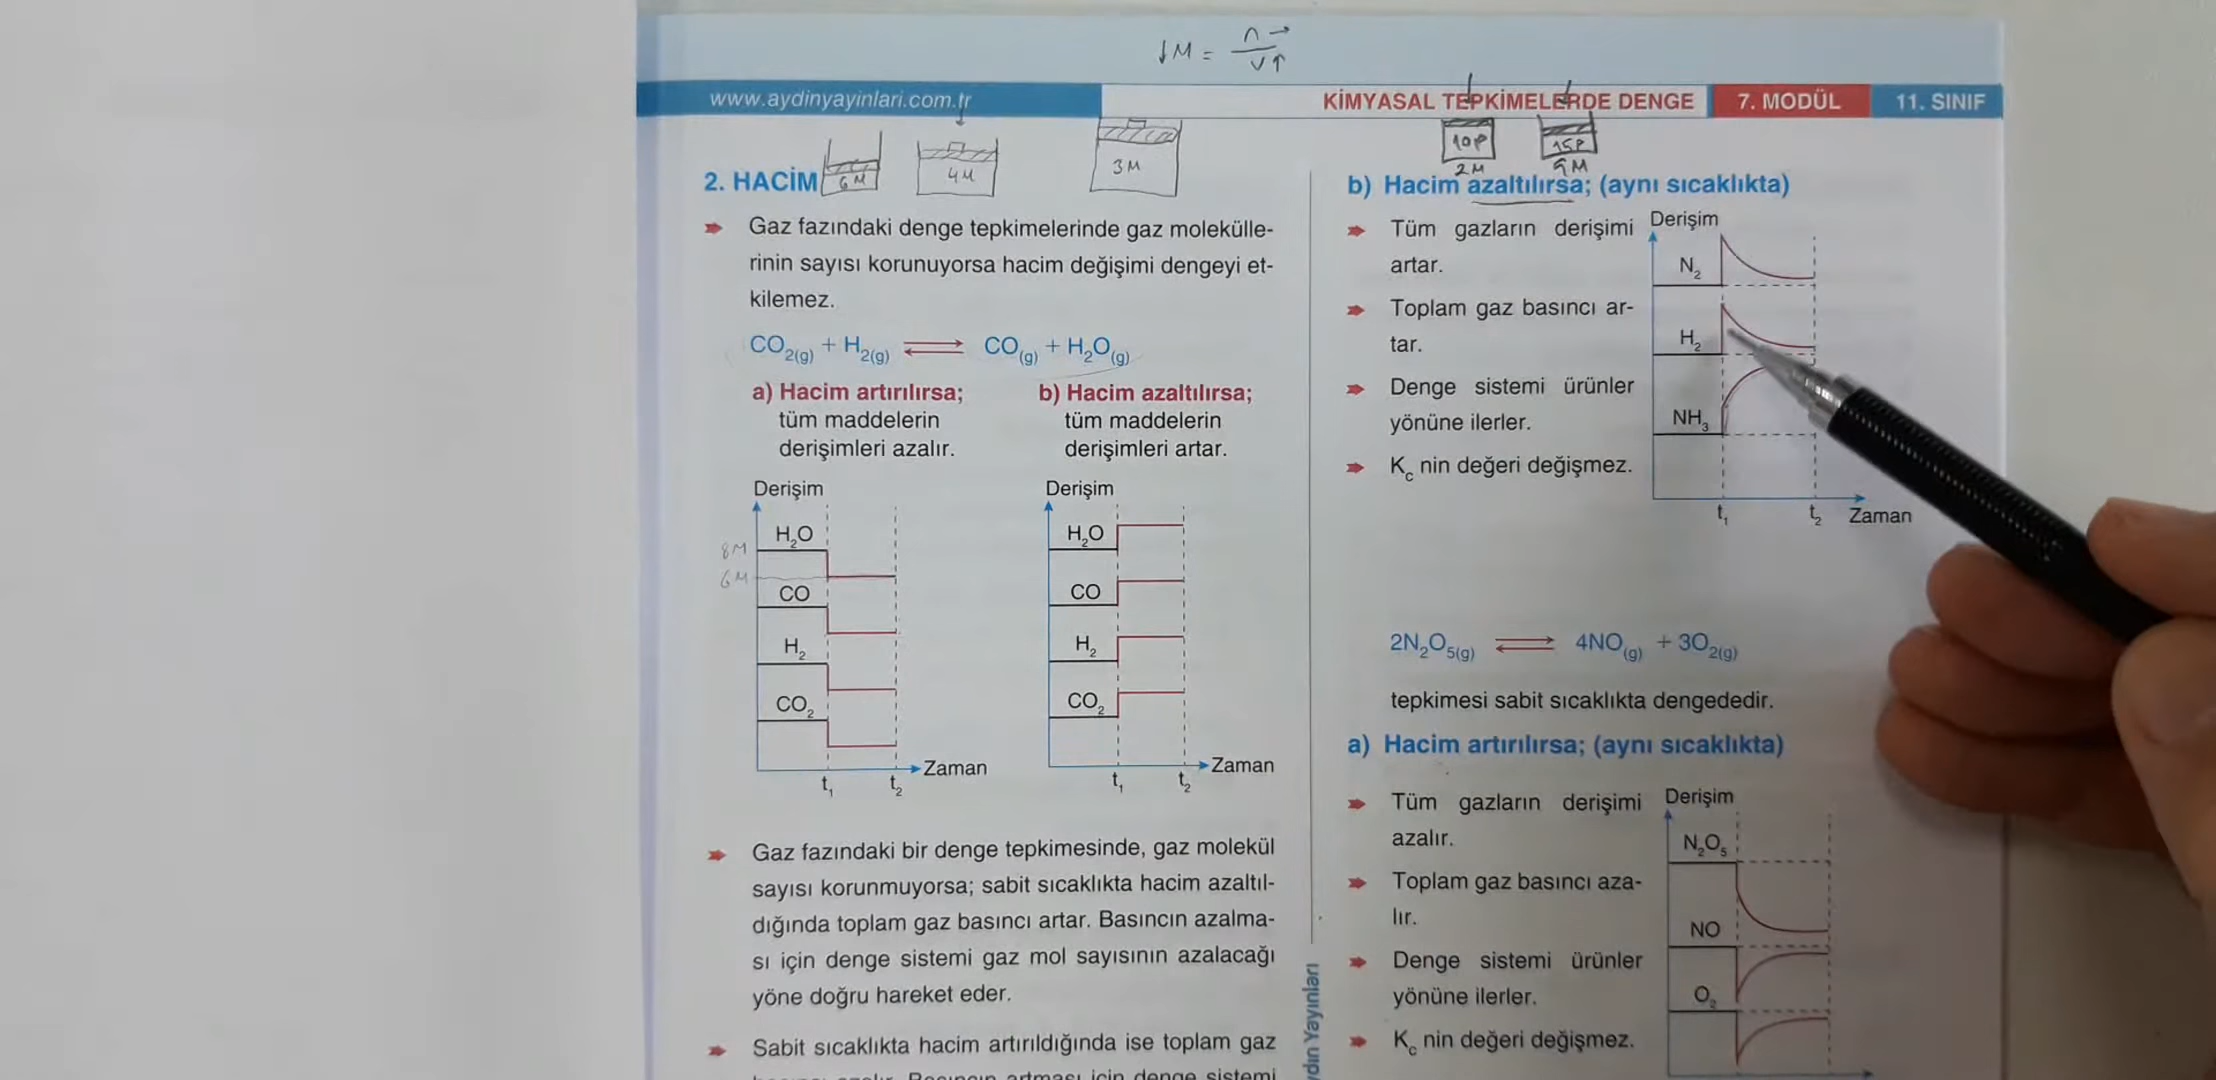 ↓M = n→
V↑
www.aydinyayinlari.com.tr
KİMYASAL TEPKİMELERDE DENGE
7. MODÜL
11. SINIF
6M
4M
3M
2. HACİM
Gaz fazındaki denge tepkimelerinde gaz molekülle-
rinin sayısı korunuyorsa hacim değişimi dengeyi et-
kilemez.
CO2(g) + H2(g) ⇌ CO(g) + H2O(g)
a) Hacim artırılırsa;
tüm maddelerin
derişimleri azalır.
b) Hacim azaltılırsa;
tüm maddelerin
derişimleri artar.
Derişim
H2O
8M
6M
CO
H2
CO2
Zaman
t1
t2
Derişim
H2O
CO
H2
CO2
Zaman
t1
t2
Gaz fazındaki bir denge tepkimesinde, gaz molekül
sayısı korunmuyorsa; sabit sıcaklıkta hacim azaltıl-
dığında toplam gaz basıncı artar. Basıncın azalma-
sı için denge sistemi gaz mol sayısının azalacağı
yöne doğru hareket eder.
Sabit sıcaklıkta hacim artırıldığında ise toplam gaz
basıncı azalır. Basıncın artması için denge sistemi
10P
15P
2M
b) Hacim azaltılırsa; (aynı sıcaklıkta)
Tüm gazların derişimi
artar.
Toplam gaz basıncı ar-
tar.
Denge sistemi ürünler
yönüne ilerler.
Kc nin değeri değişmez.
Derişim
N2
H2
NH3
t1
t2
Zaman
2N2O5(g) ⇌ 4NO(g) + 3O2(g)
tepkimesi sabit sıcaklıkta dengededir.
a) Hacim artırılırsa; (aynı sıcaklıkta)
Tüm gazların derişimi
azalır.
Toplam gaz basıncı aza-
lır.
Denge sistemi ürünler
yönüne ilerler.
Kc nin değeri değişmez.
Derişim
N2O5
NO
O2
Yayınları